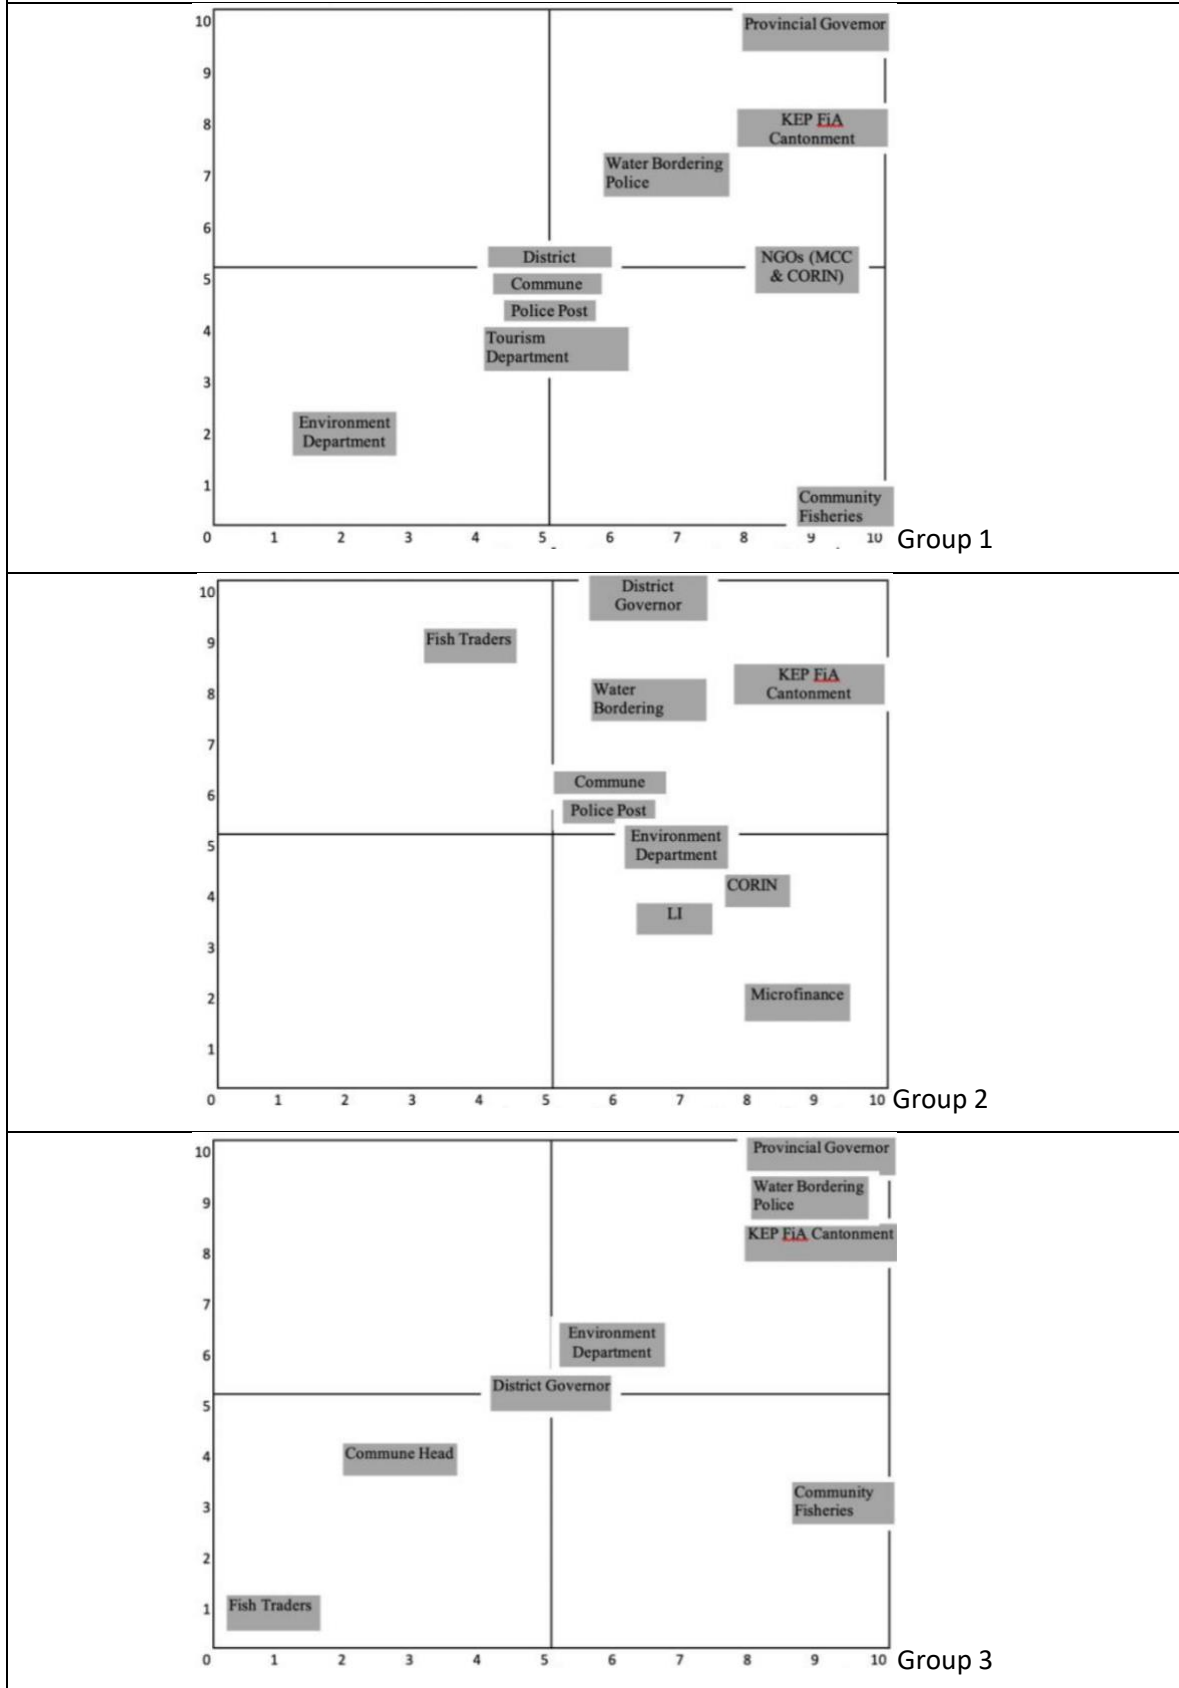 10
Provincial Governor
9
8
KEP FiA
Cantonment
7
Water Bordering
Police
6
District
NGOs (MCC
& CORIN)
5
Commune
Police Post
4
Tourism
Department
3
2
Environment
Department
1
Community
Fisheries
0 1 2 3 4 5 6 7 8 9 10
Group 1
10
District
Governor
9
Fish Traders
8
KEP FiA
Cantonment
Water
Bordering
7
6
Commune
Police Post
5
Environment
Department
4
CORIN
LI
3
2
Microfinance
1
0 1 2 3 4 5 6 7 8 9 10
Group 2
10
Provincial Governor
9
Water Bordering
Police
8
KEP FiA Cantonment
7
6
Environment
Department
5
District Governor
4
Commune Head
3
Community
Fisheries
2
1
Fish Traders
0 1 2 3 4 5 6 7 8 9 10
Group 3